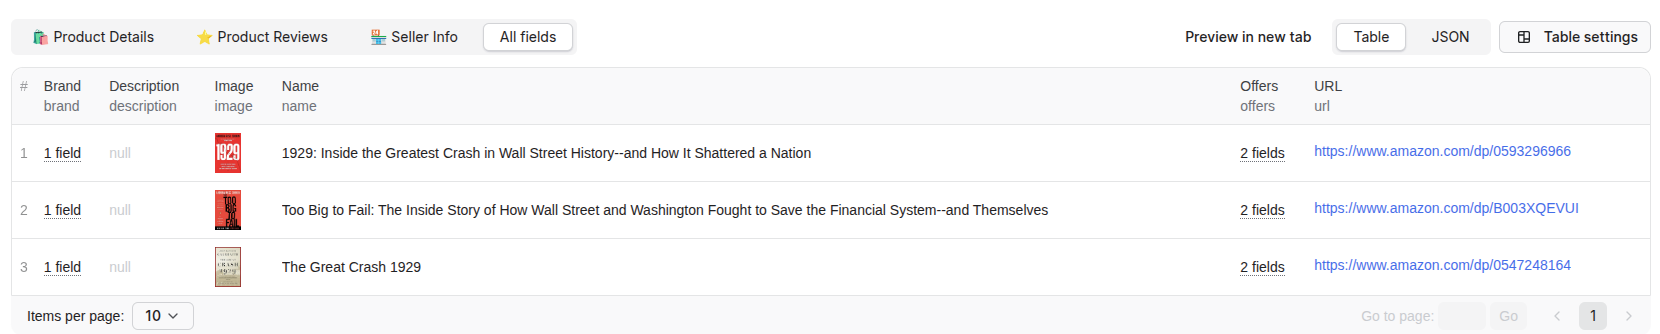 Product Details Product Reviews Seller Info All fields Preview in new tab Table JSON Table settings
# Brand Description Image Name Offers URL
brand description image name offers url
1 1 field null 1929 1929: Inside the Greatest Crash in Wall Street History--and How It Shattered a Nation 2 fields https://www.amazon.com/dp/0593296966
2 1 field null TOO BIG TO FAIL Too Big to Fail: The Inside Story of How Wall Street and Washington Fought to Save the Financial System--and Themselves 2 fields https://www.amazon.com/dp/B003XQEVUI
3 1 field null CRASH 1929 The Great Crash 1929 2 fields https://www.amazon.com/dp/0547248164
Items per page: 10 Go to page: Go 1